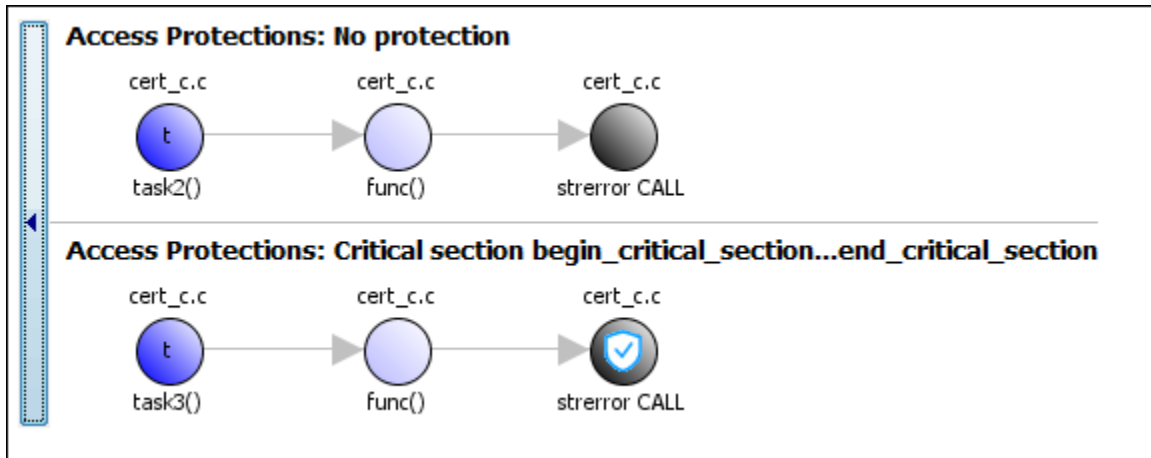 Access Protections: No protection
cert_c.c cert_c.c cert_c.c
t
task2() func() strerror CALL
Access Protections: Critical section begin_critical_section...end_critical_section
cert_c.c cert_c.c cert_c.c
t
task3() func() strerror CALL